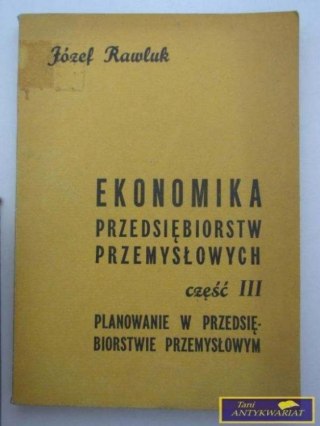 Józef Rawluk
EKONOMIKA
PRZEDSIĘBIORSTW
PRZEMYSŁOWYCH
część III
PLANOWANIE W PRZEDSIĘ-
BIORSTWIE PRZEMYSŁOWYM
Tani
ANTYKWARIAT